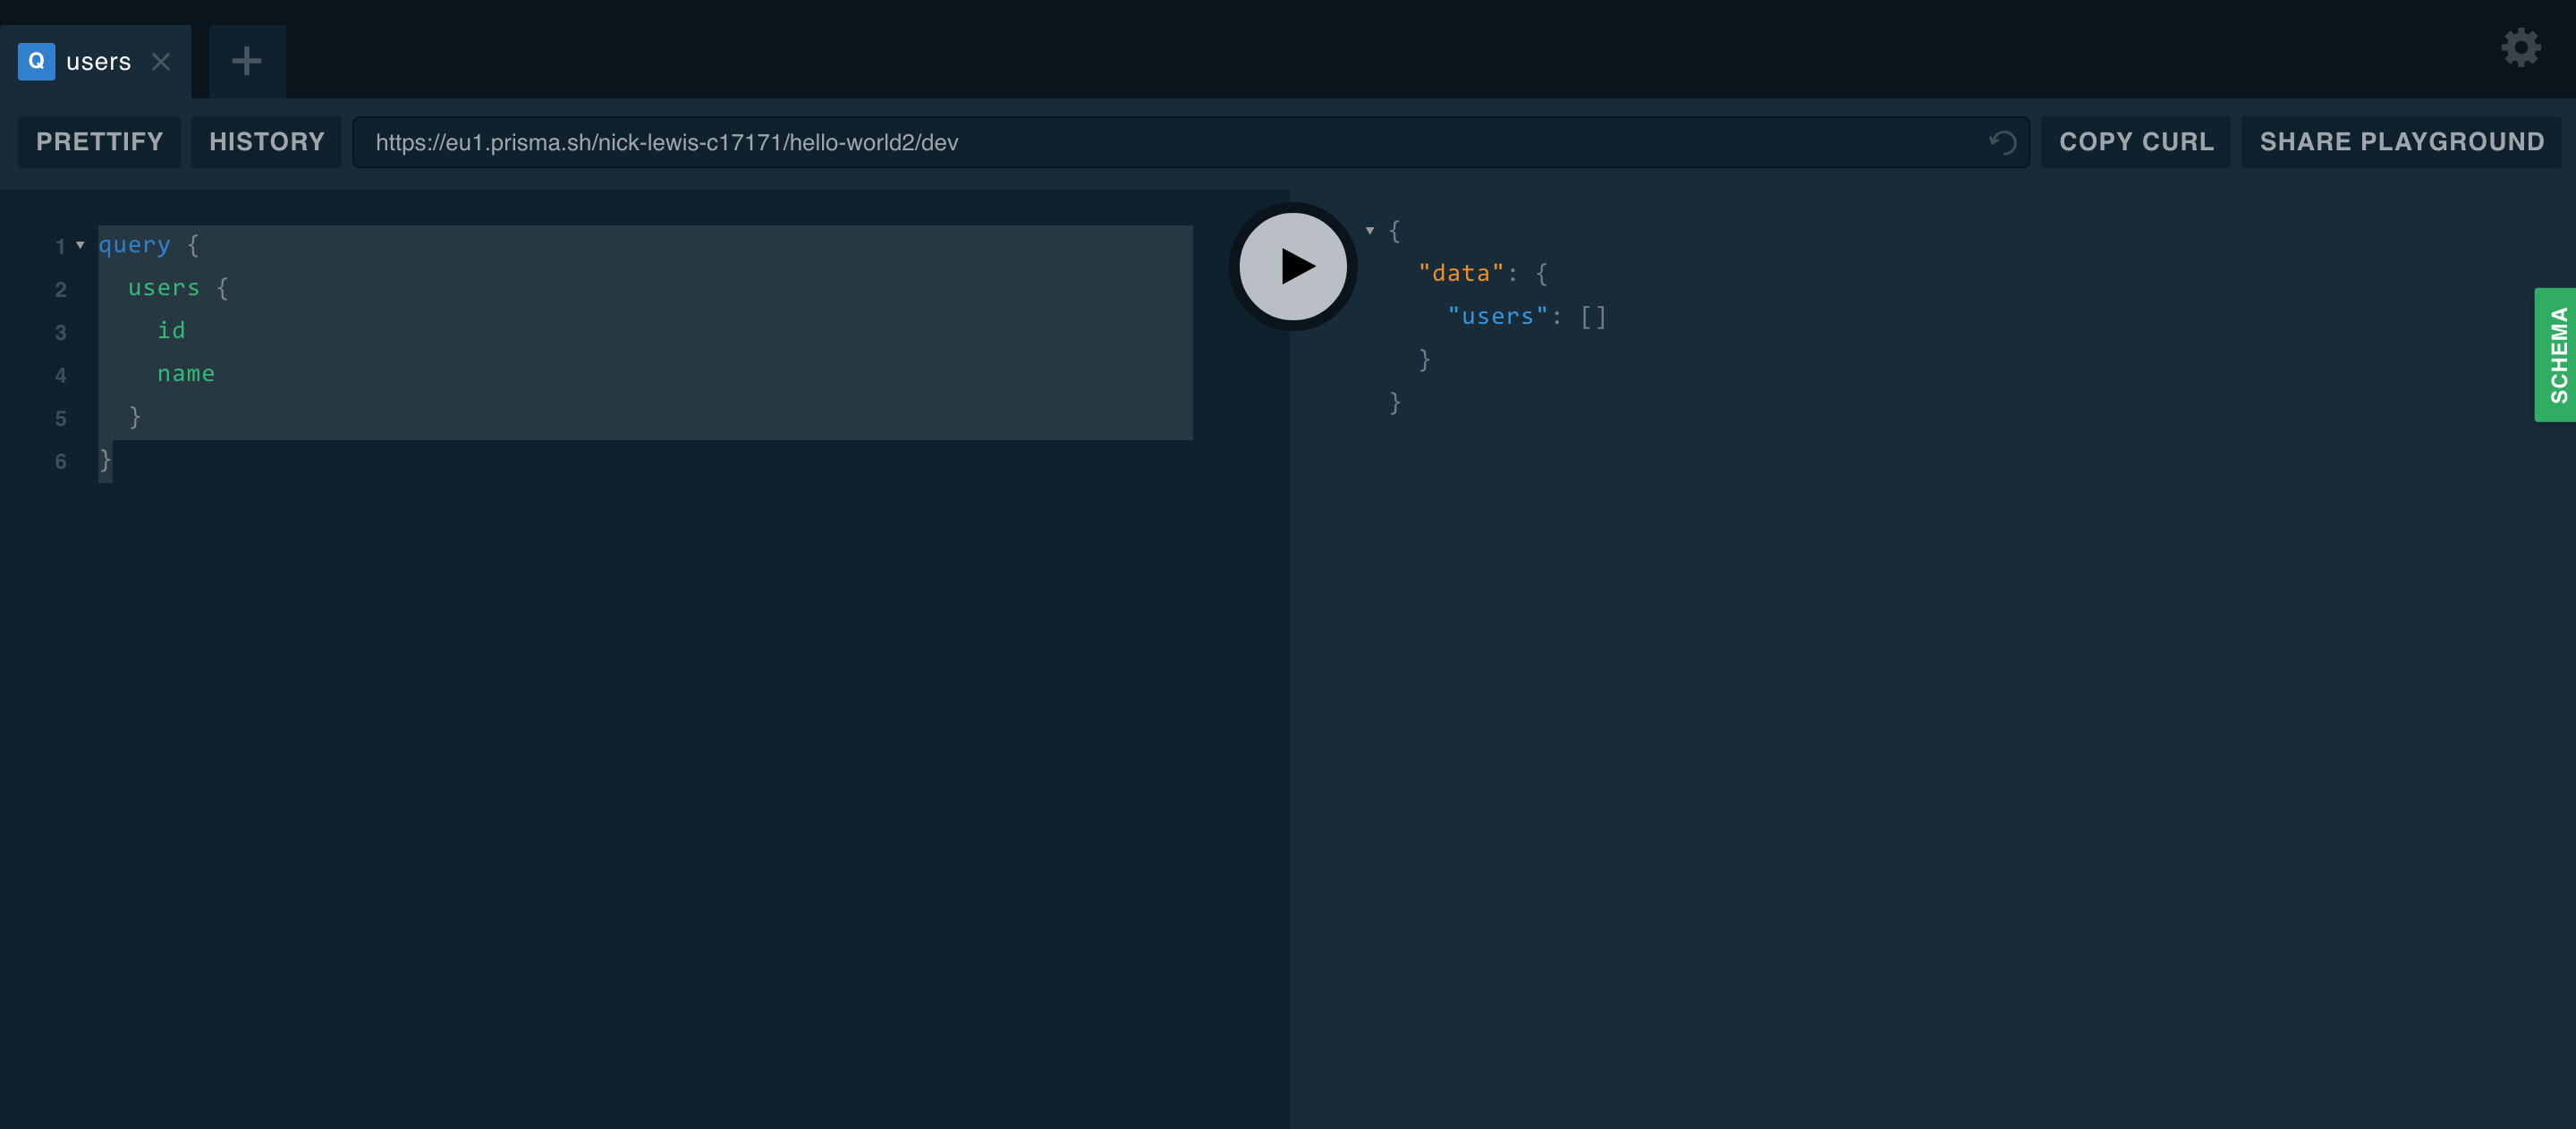 Q users
PRETTIFY HISTORY https://eu1.prisma.sh/nick-lewis-c17171/hello-world2/dev COPY CURL SHARE PLAYGROUND
1 query {
2 users {
3 id
4 name
5 }
6 }
{
"data": {
"users": []
}
}
SCHEMA